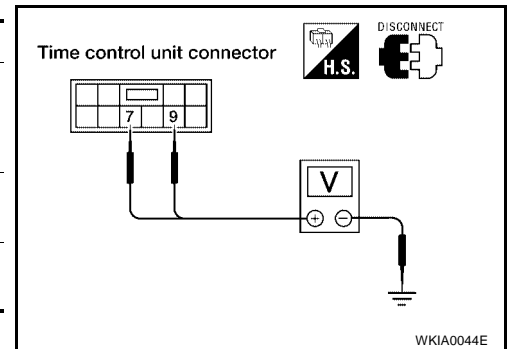 DISCONNECT
Time control unit connector
H.S.
7 9
V
+ −
WKIA0044E